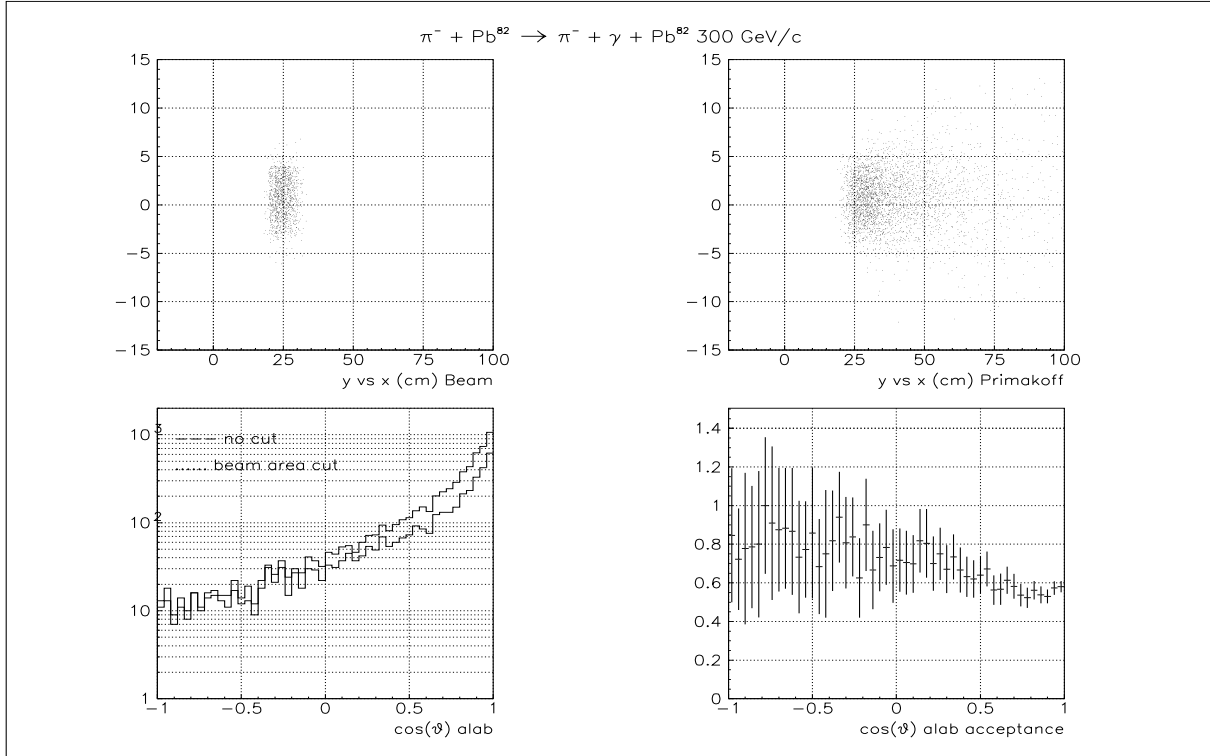 π⁻ + Pb⁸² → π⁻ + γ + Pb⁸² 300 GeV/c
15
10
5
0
−5
−10
−15
0 25 50 75 100
y vs x (cm) Beam
15
10
5
0
−5
−10
−15
0 25 50 75 100
y vs x (cm) Primakoff
10³
10²
10
1
no cut
beam area cut
−1 −0.5 0 0.5 1
cos(ϑ) alab
1.4
1.2
1
0.8
0.6
0.4
0.2
0
−1 −0.5 0 0.5 1
cos(ϑ) alab acceptance